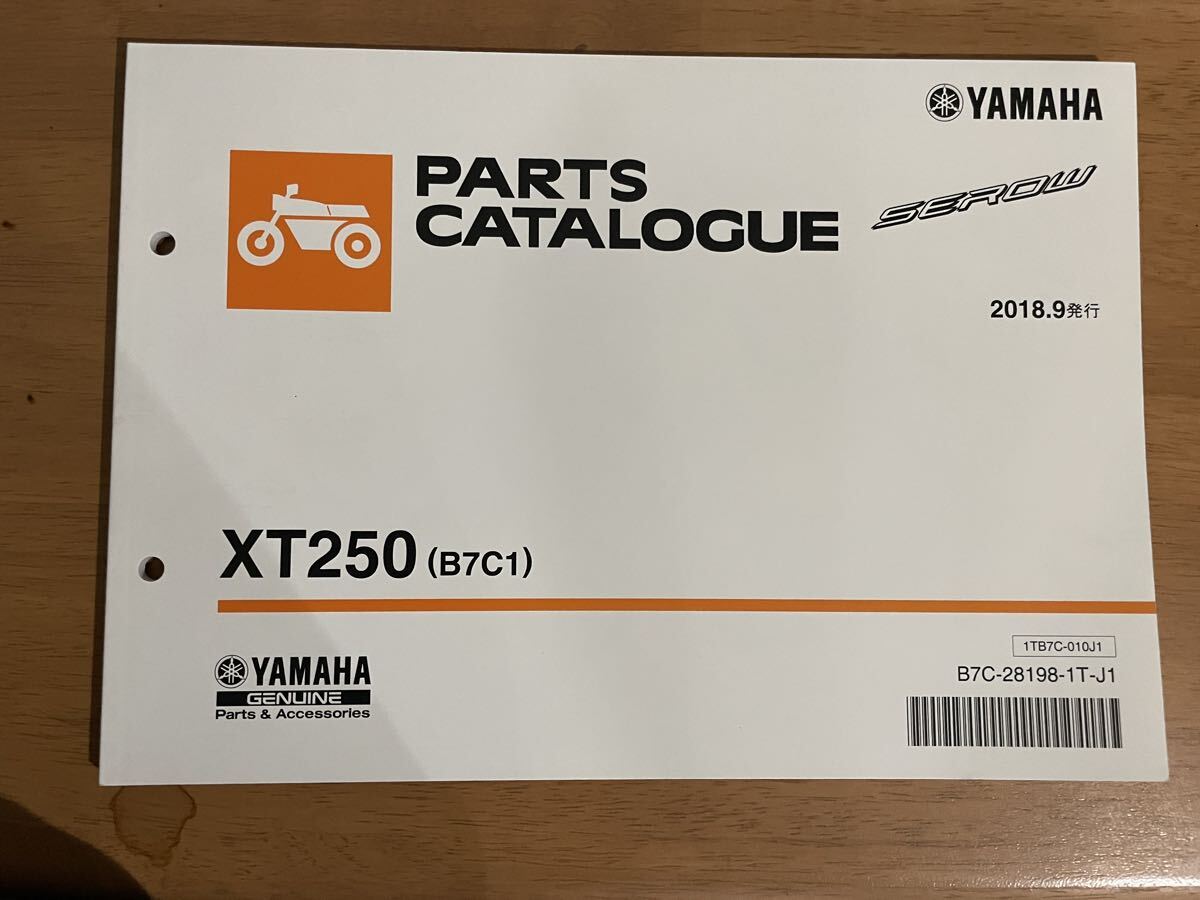 YAMAHA
PARTS
CATALOGUE
SEROW
2018.9発行
XT250 (B7C1)
YAMAHA
GENUINE
Parts & Accessories
1TB7C-010J1
B7C-28198-1T-J1